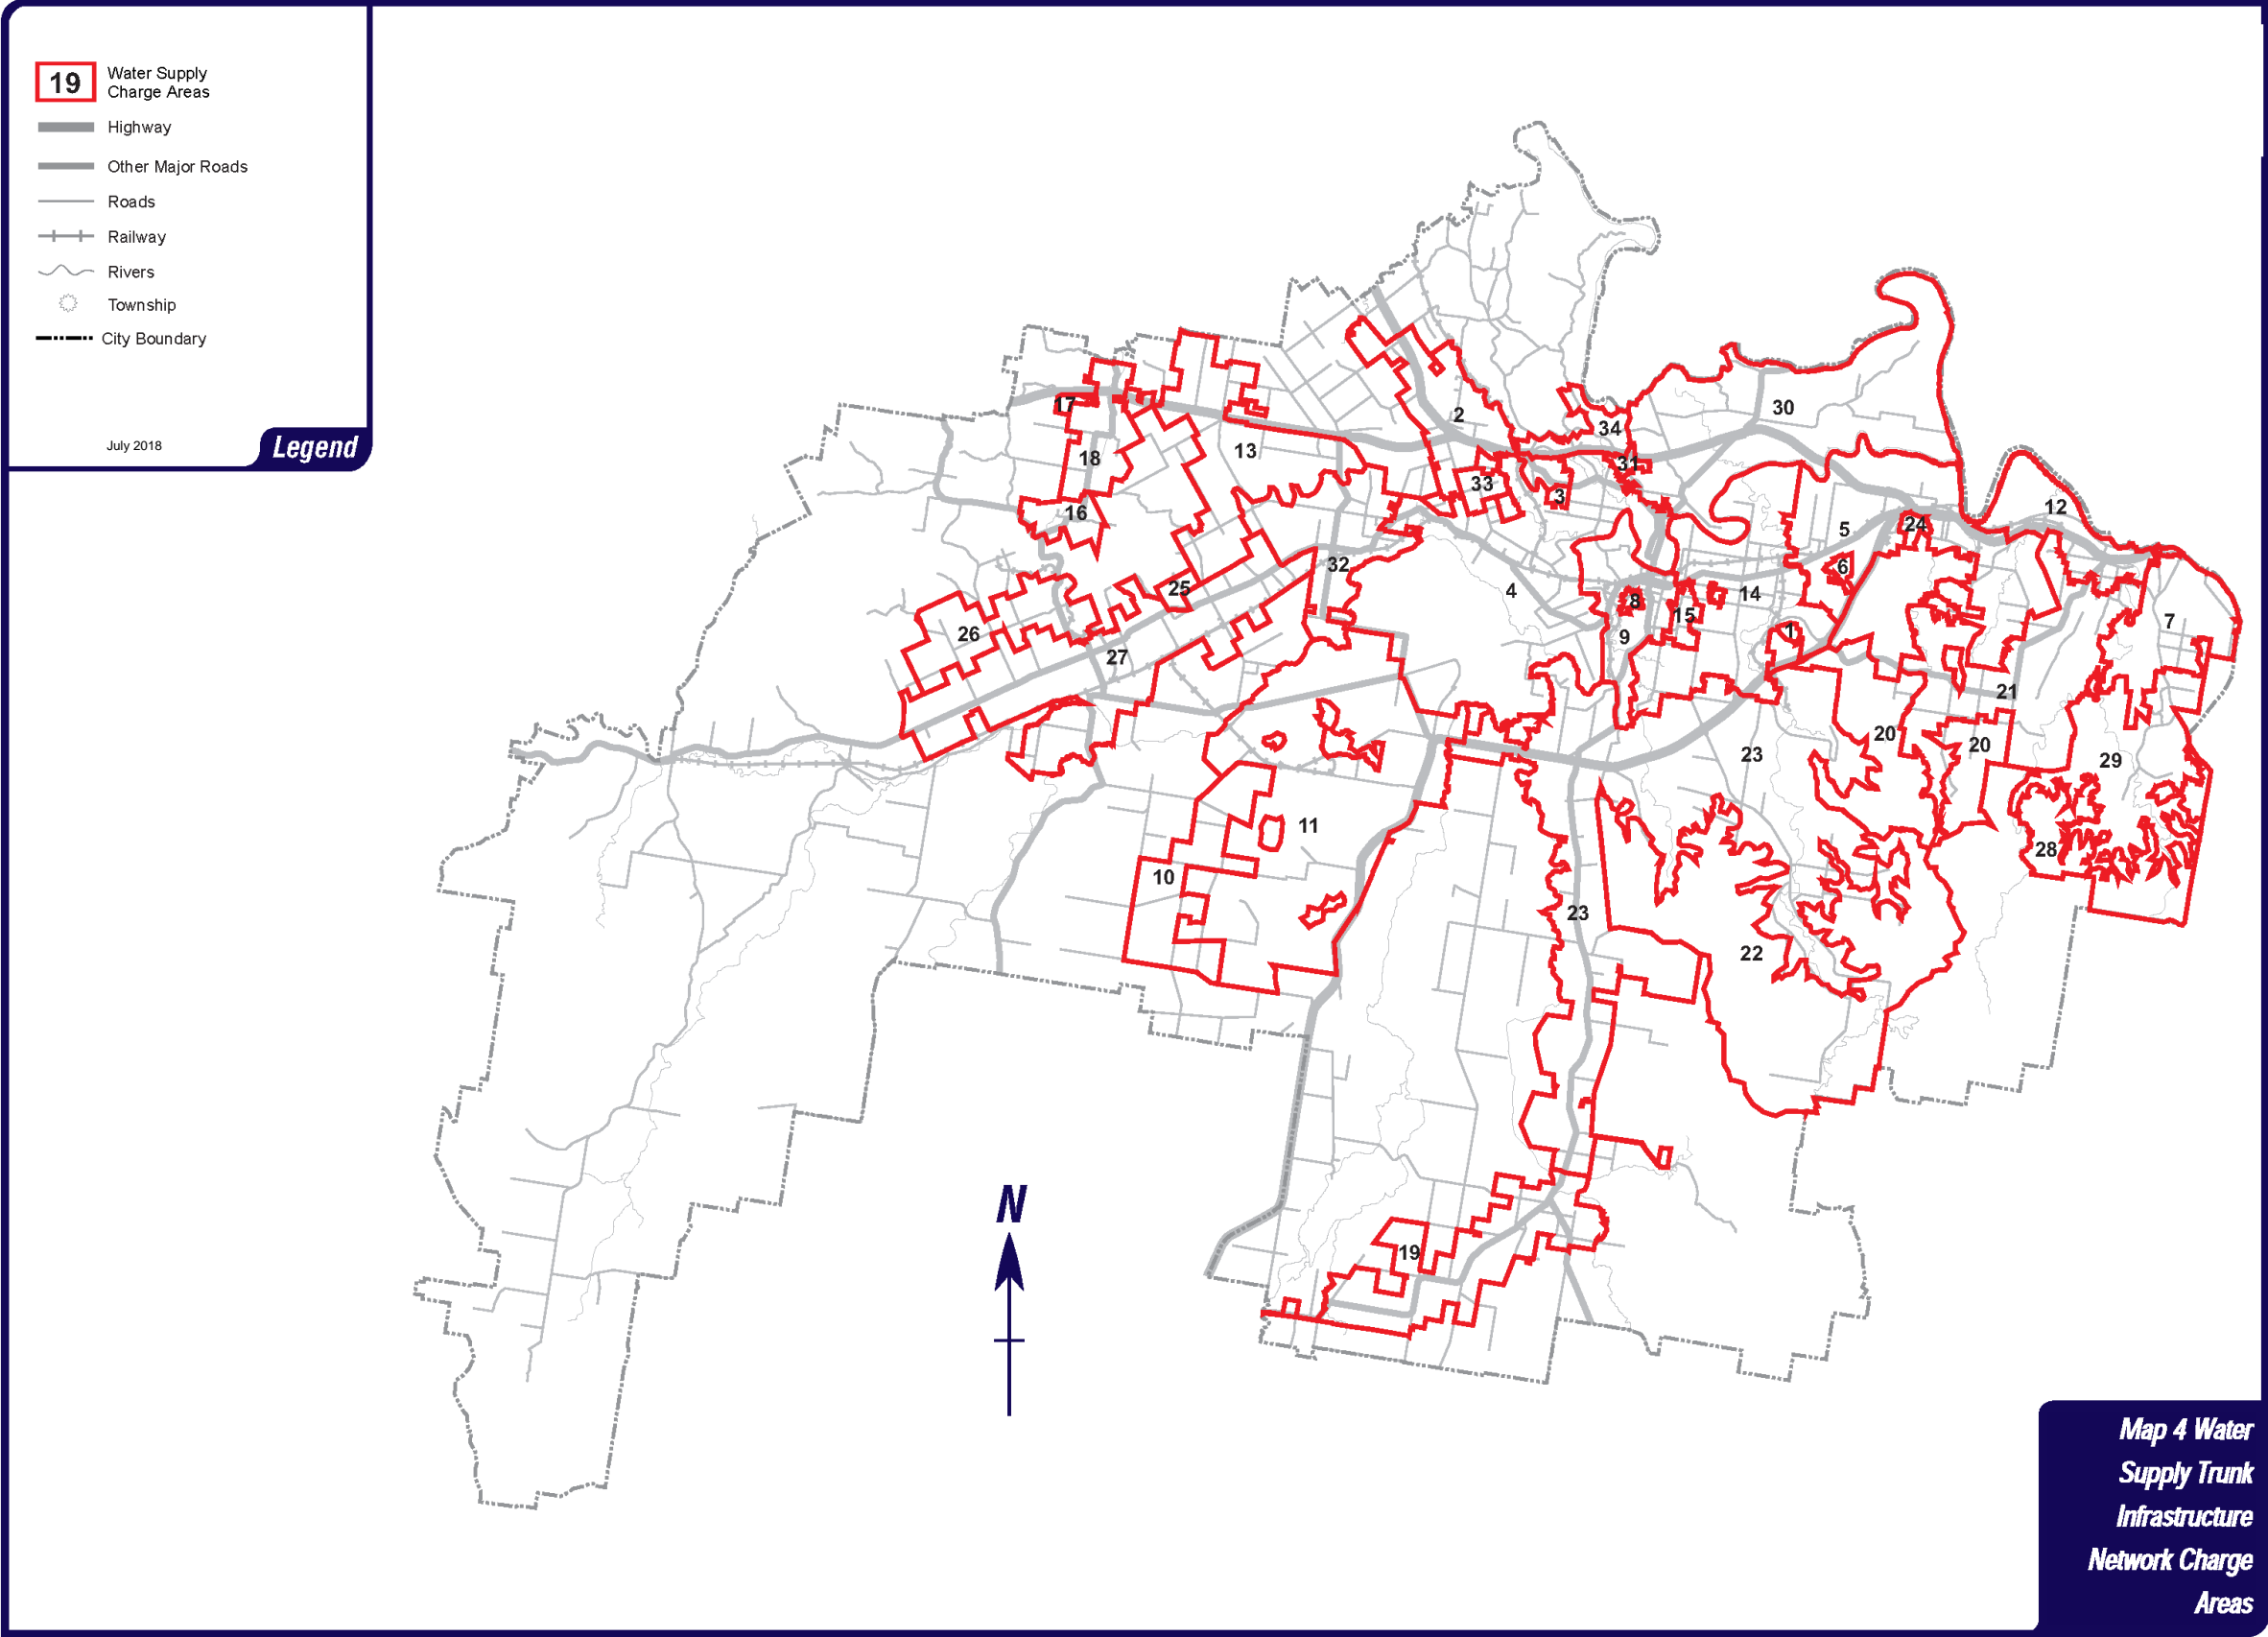 19
Water Supply
Charge Areas
Highway
Other Major Roads
Roads
Railway
Rivers
Township
City Boundary
July 2018
Legend
30
17
2
34
13
18
31
33
3
12
16
24
5
32
6
25
4
8
14
15
7
1
26
9
27
21
20
20
23
29
11
28
10
23
22
N
19
Map 4 Water
Supply Trunk
Infrastructure
Network Charge
Areas